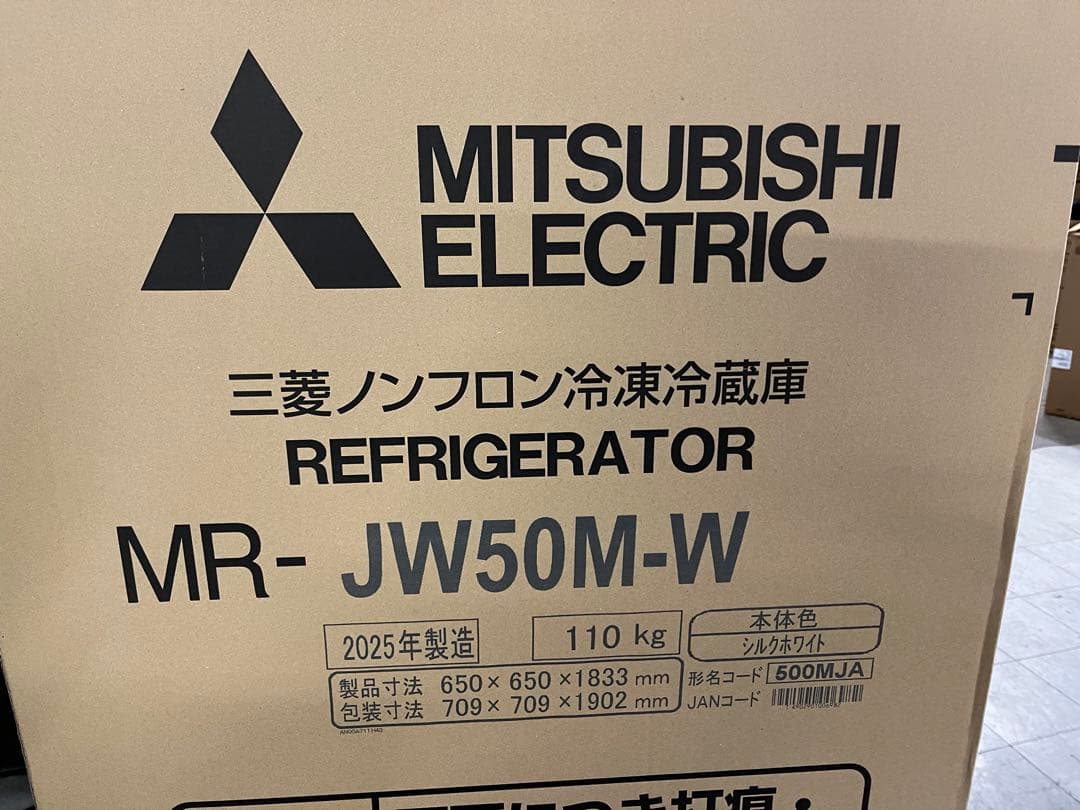 MITSUBISHI
ELECTRIC
三菱ノンフロン冷凍冷蔵庫
REFRIGERATOR
MR- JW50M-W
2025年製造
110 kg
本体色
シルクホワイト
製品寸法 650×650×1833 mm
包装寸法 709×709×1902 mm
形名コード 500MJA
JANコード